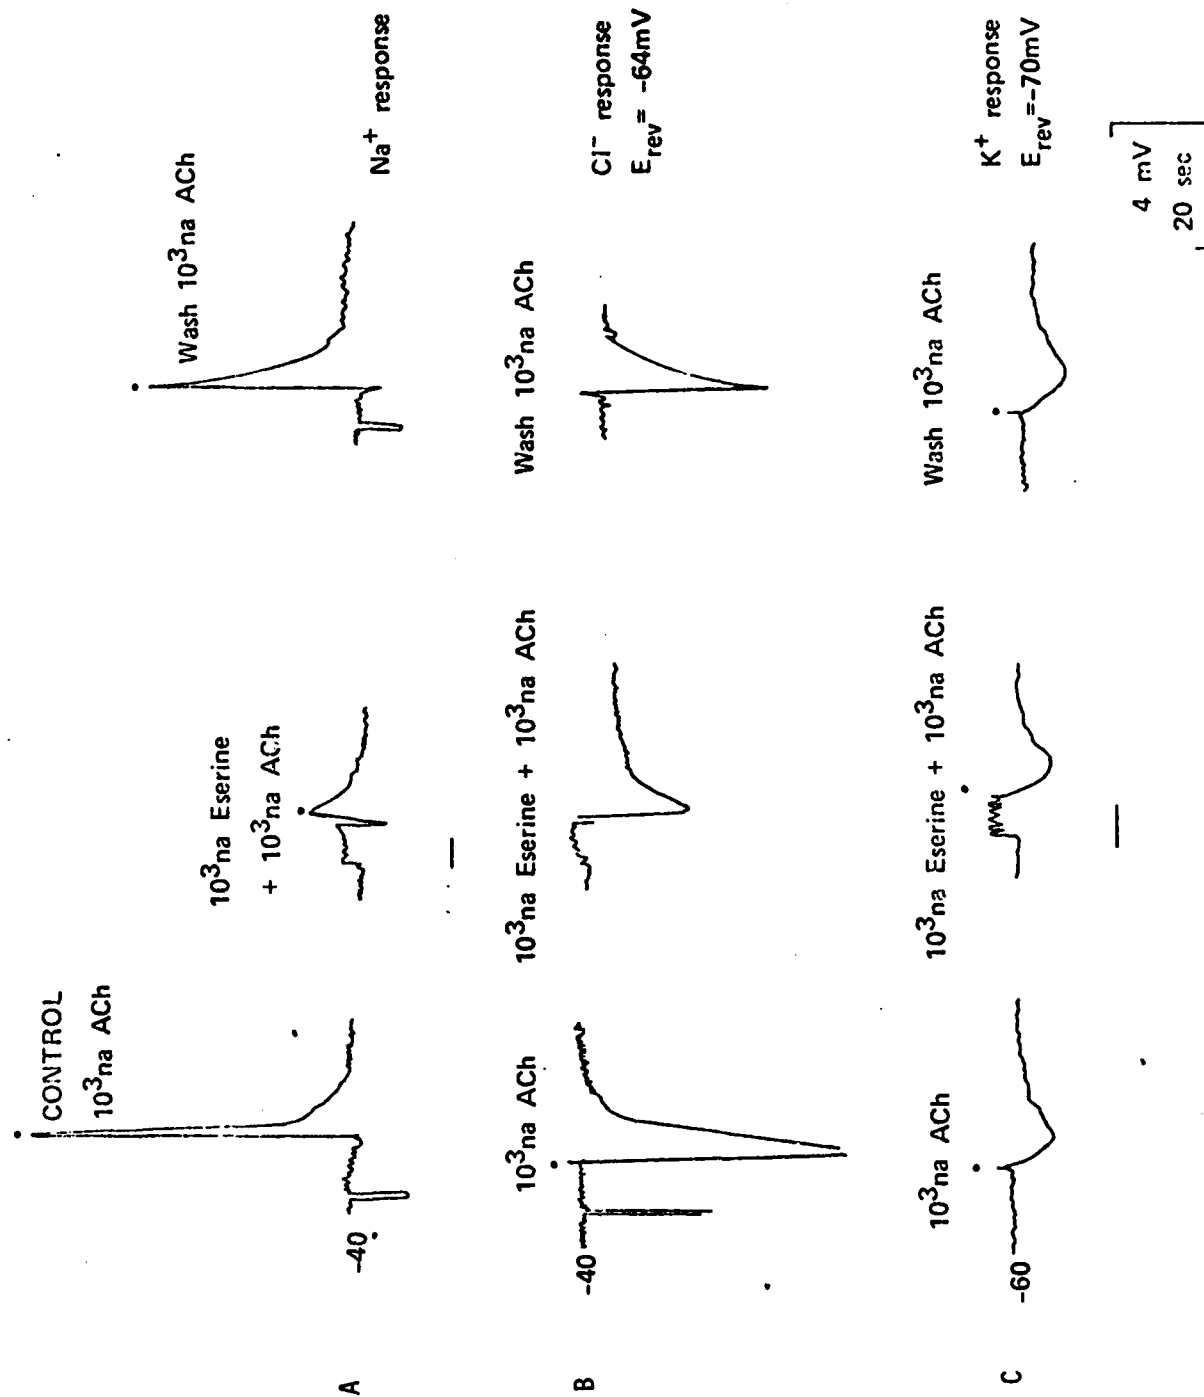 CONTROL
10³na ACh
10³na Eserine
+ 10³na ACh
Wash 10³na ACh
A
-40
Na⁺ response
10³na ACh
10³na Eserine + 10³na ACh
Wash 10³na ACh
B
-40
Cl⁻ response
E_rev = -64mV
10³na ACh
10³na Eserine + 10³na ACh
Wash 10³na ACh
C
-60
K⁺ response
E_rev=-70mV
4 mV
20 sec